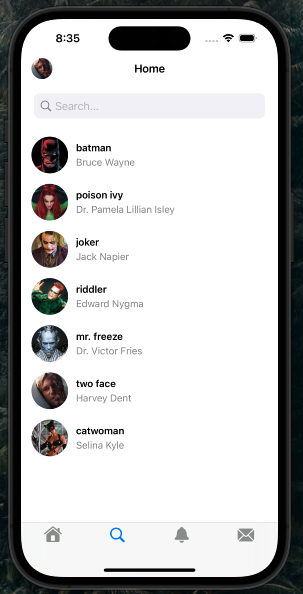 8:35
Home
Search...
batman
Bruce Wayne
poison ivy
Dr. Pamela Lillian Isley
joker
Jack Napier
riddler
Edward Nygma
mr. freeze
Dr. Victor Fries
two face
Harvey Dent
catwoman
Selina Kyle